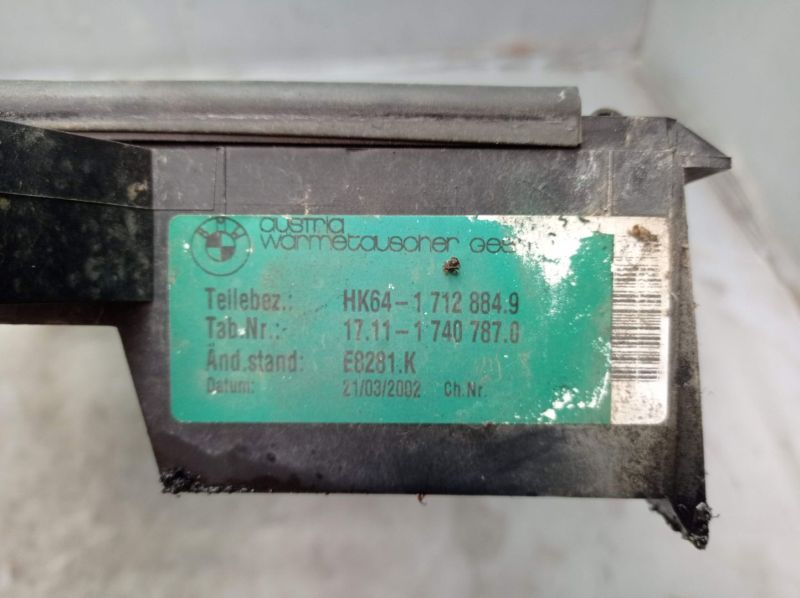 austria
wärmetauscher GES
Teilebez.: HK64-1 712 884.9
Tab.Nr.: 17.11-1 740 787.0
Änd.stand: E8281.K
Datum: 21/03/2002 Ch.Nr.